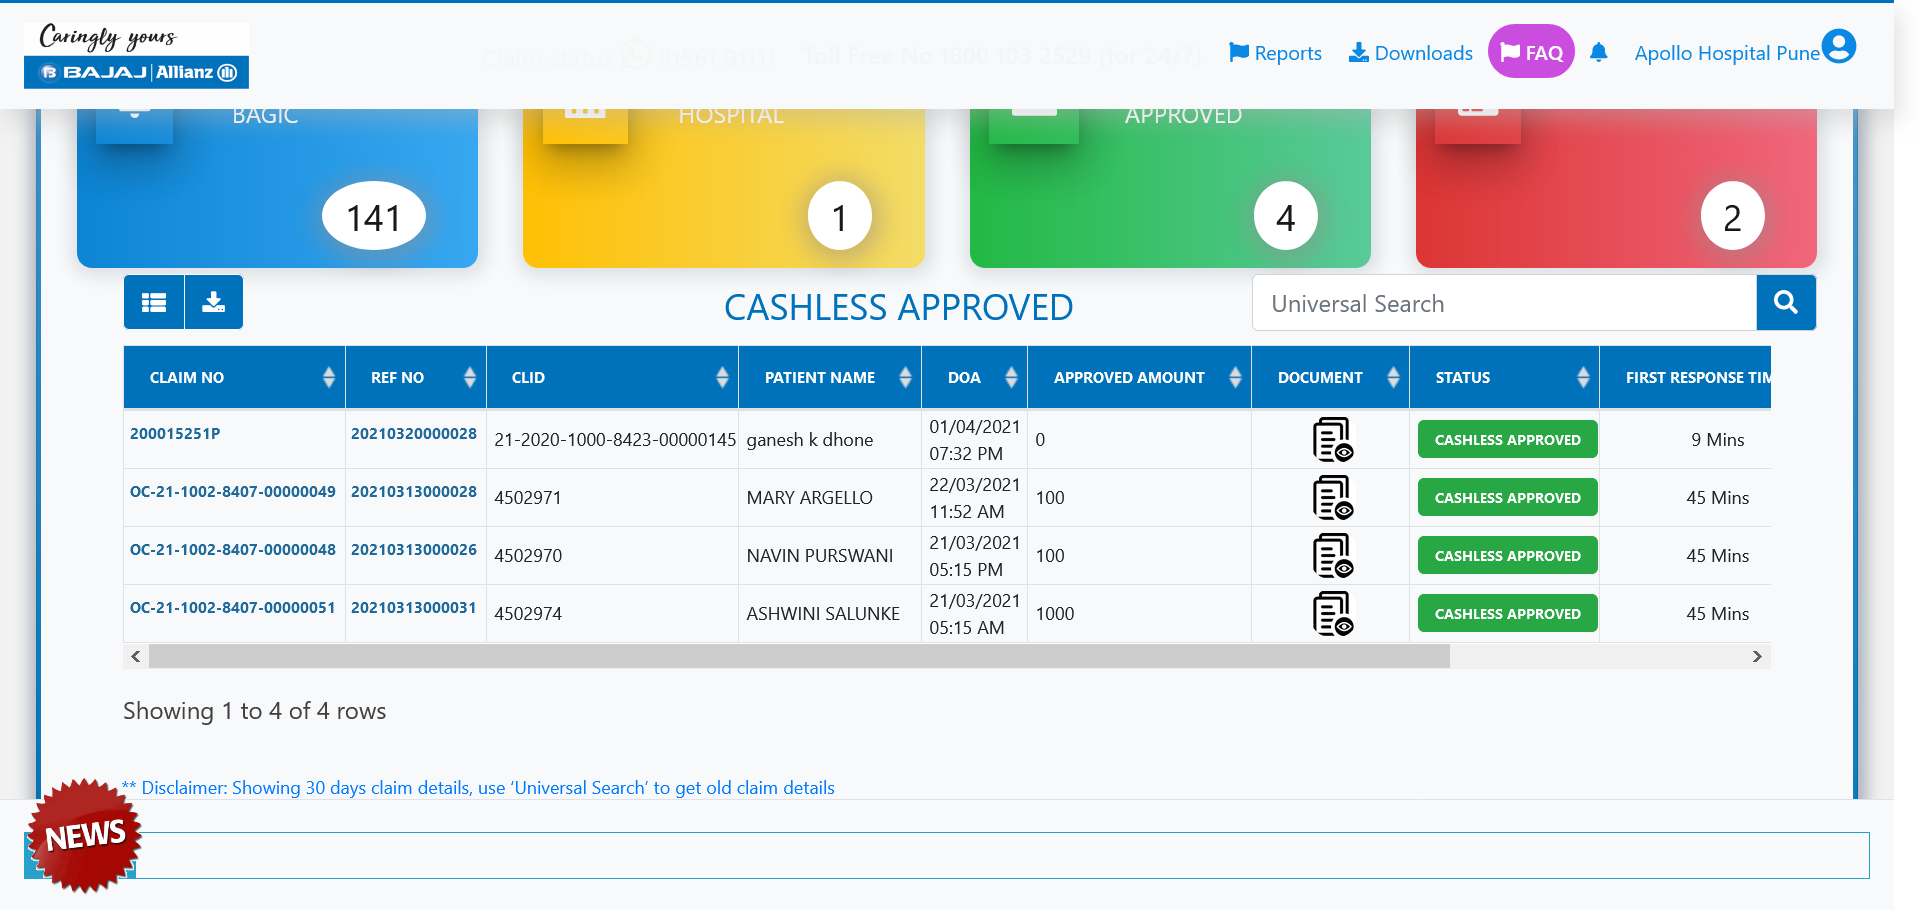 Caringly yours
BAJAJ | Allianz
Claim status 91561 91111 Toll Free No 1800 103 2529 (for 24/7)
Reports
Downloads
FAQ
Apollo Hospital Pune
BAGIC
HOSPITAL
APPROVED
141
1
4
2
CASHLESS APPROVED
Universal Search
CLAIM NO REF NO CLID PATIENT NAME DOA APPROVED AMOUNT DOCUMENT STATUS FIRST RESPONSE TIM
200015251P 20210320000028 21-2020-1000-8423-00000145 ganesh k dhone 01/04/2021 07:32 PM 0 CASHLESS APPROVED 9 Mins
OC-21-1002-8407-00000049 20210313000028 4502971 MARY ARGELLO 22/03/2021 11:52 AM 100 CASHLESS APPROVED 45 Mins
OC-21-1002-8407-00000048 20210313000026 4502970 NAVIN PURSWANI 21/03/2021 05:15 PM 100 CASHLESS APPROVED 45 Mins
OC-21-1002-8407-00000051 20210313000031 4502974 ASHWINI SALUNKE 21/03/2021 05:15 AM 1000 CASHLESS APPROVED 45 Mins
Showing 1 to 4 of 4 rows
** Disclaimer: Showing 30 days claim details, use ‘Universal Search’ to get old claim details
NEWS